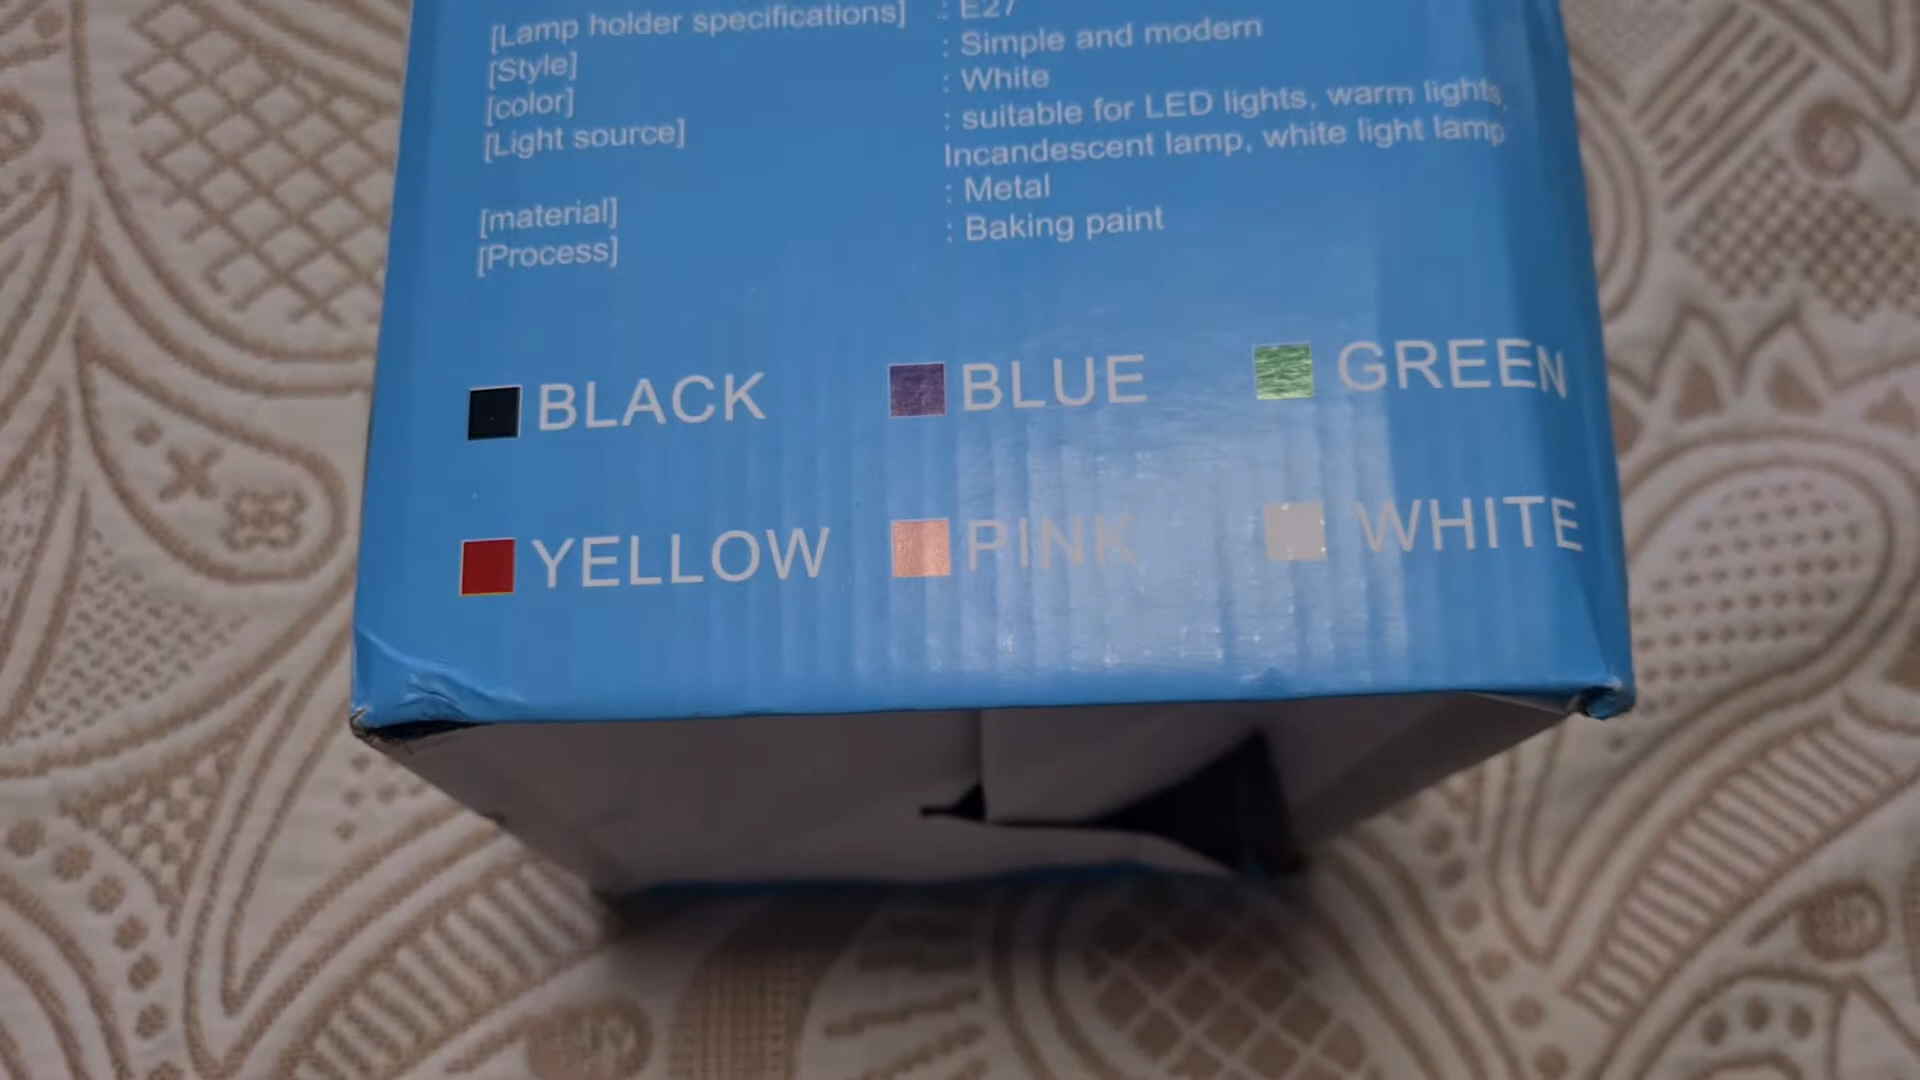 [Lamp holder specifications] : E27
[Style] : Simple and modern
[color] : White
[Light source] : suitable for LED lights, warm lights,
Incandescent lamp, white light lamp
[material] : Metal
[Process] : Baking paint
BLACK BLUE GREEN
YELLOW PINK WHITE